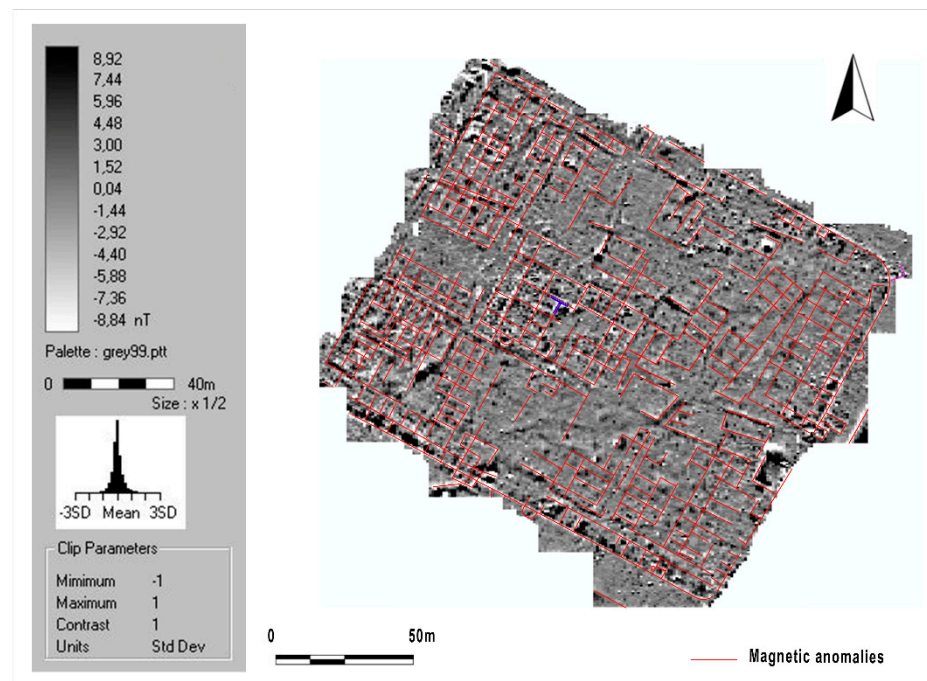 8,92
7,44
5,96
4,48
3,00
1,52
0,04
-1,44
-2,92
-4,40
-5,88
-7,36
-8,84 nT
Palette : grey99.ptt
0 40m
Size : x 1/2
-3SD Mean 3SD
Clip Parameters
Mimimum -1
Maximum 1
Contrast 1
Units Std Dev
0 50m
Magnetic anomalies